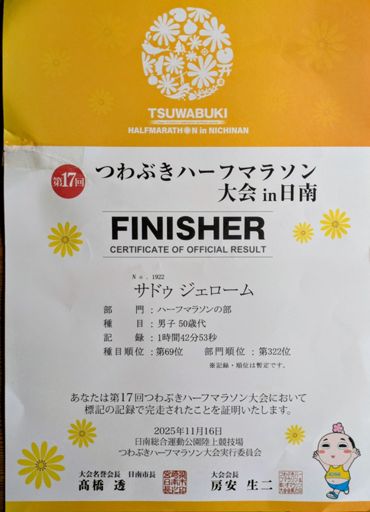 TSUWABUKI
HALFMARATHON in NICHINAN
第17回
つわぶきハーフマラソン
大会 in 日南
FINISHER
CERTIFICATE OF OFFICIAL RESULT
No. 1922
サドゥ ジェローム
部 門：ハーフマラソンの部
種 目：男子 50歳代
記 録：1時間42分53秒
種目順位：第69位 部門順位：第322位
※記録・順位は暫定です。
あなたは第17回つわぶきハーフマラソン大会において
標記の記録で完走されたことを証明いたします。
2025年11月16日
日南総合運動公園陸上競技場
つわぶきハーフマラソン大会実行委員会
大会名誉会長 日南市長
髙橋 透
大会会長
房安 生二